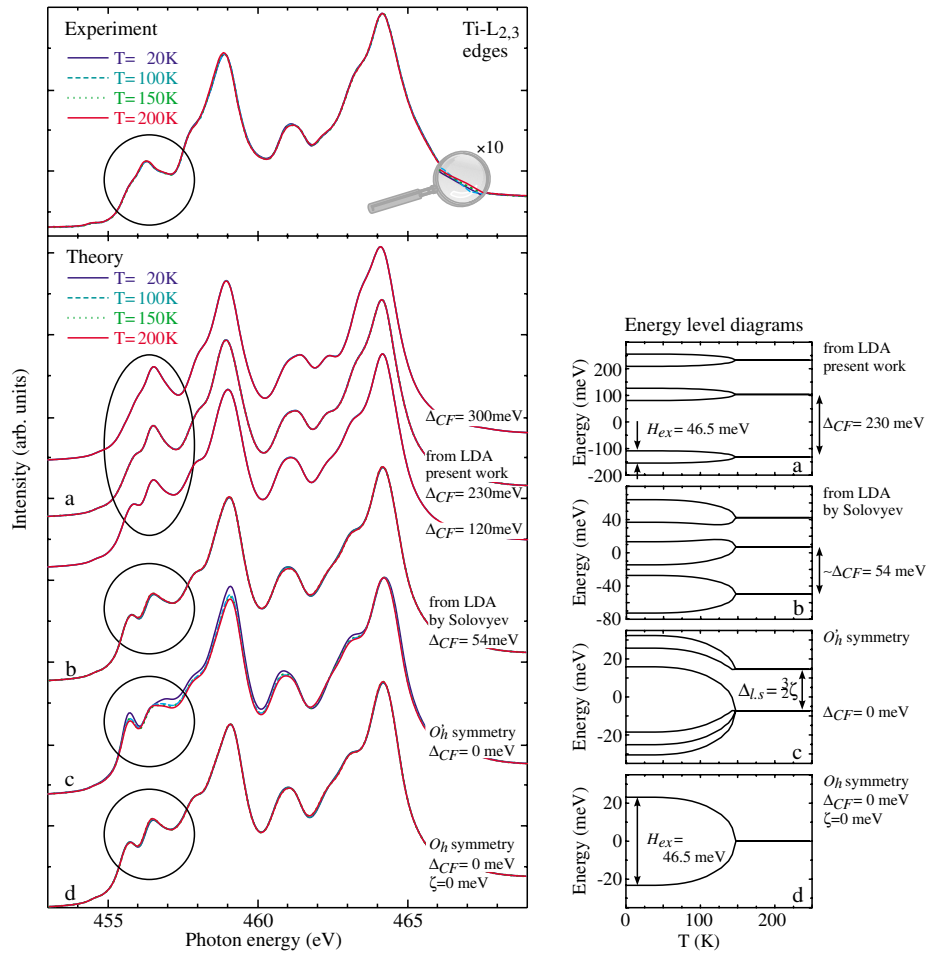 Experiment
Ti-L2,3
edges
T= 20K
T=100K
T=150K
T=200K
×10
Theory
T= 20K
T=100K
T=150K
T=200K
ΔCF= 300meV
from LDA
present work
ΔCF= 230meV
a
ΔCF= 120meV
from LDA
by Solovyev
ΔCF= 54meV
b
O'h symmetry
ΔCF= 0 meV
c
Oh symmetry
ΔCF= 0 meV
ζ=0 meV
d
455 460 465
Photon energy (eV)
Intensity (arb. units)
Energy level diagrams
200
100
0
-100
-200
Energy (meV)
Hex = 46.5 meV
a
from LDA
present work
ΔCF = 230 meV
40
0
-40
-80
Energy (meV)
b
from LDA
by Solovyev
~ΔCF= 54 meV
20
0
-20
Energy (meV)
Δl.s = 3/2ζ
c
O'h symmetry
ΔCF= 0 meV
20
0
-20
Energy (meV)
Hex =
46.5 meV
d
Oh symmetry
ΔCF= 0 meV
ζ=0 meV
0 50 100 150 200
T (K)